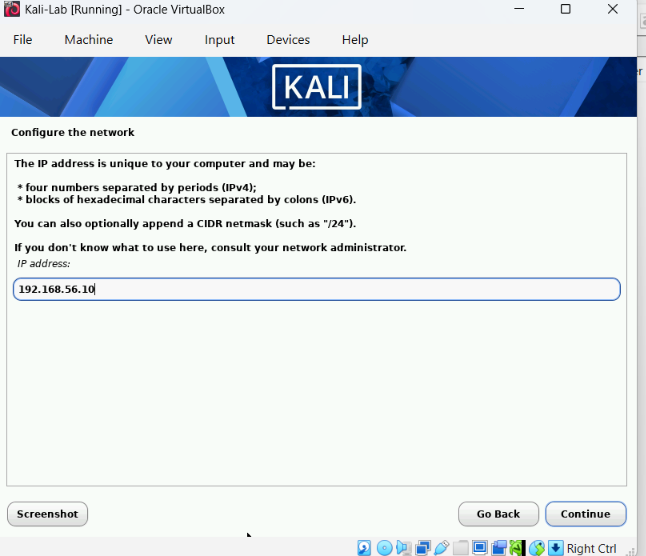 Kali-Lab [Running] - Oracle VirtualBox
File Machine View Input Devices Help
KALI
Configure the network
The IP address is unique to your computer and may be:
* four numbers separated by periods (IPv4);
* blocks of hexadecimal characters separated by colons (IPv6).
You can also optionally append a CIDR netmask (such as "/24").
If you don't know what to use here, consult your network administrator.
IP address:
192.168.56.10
Screenshot Go Back Continue
Right Ctrl